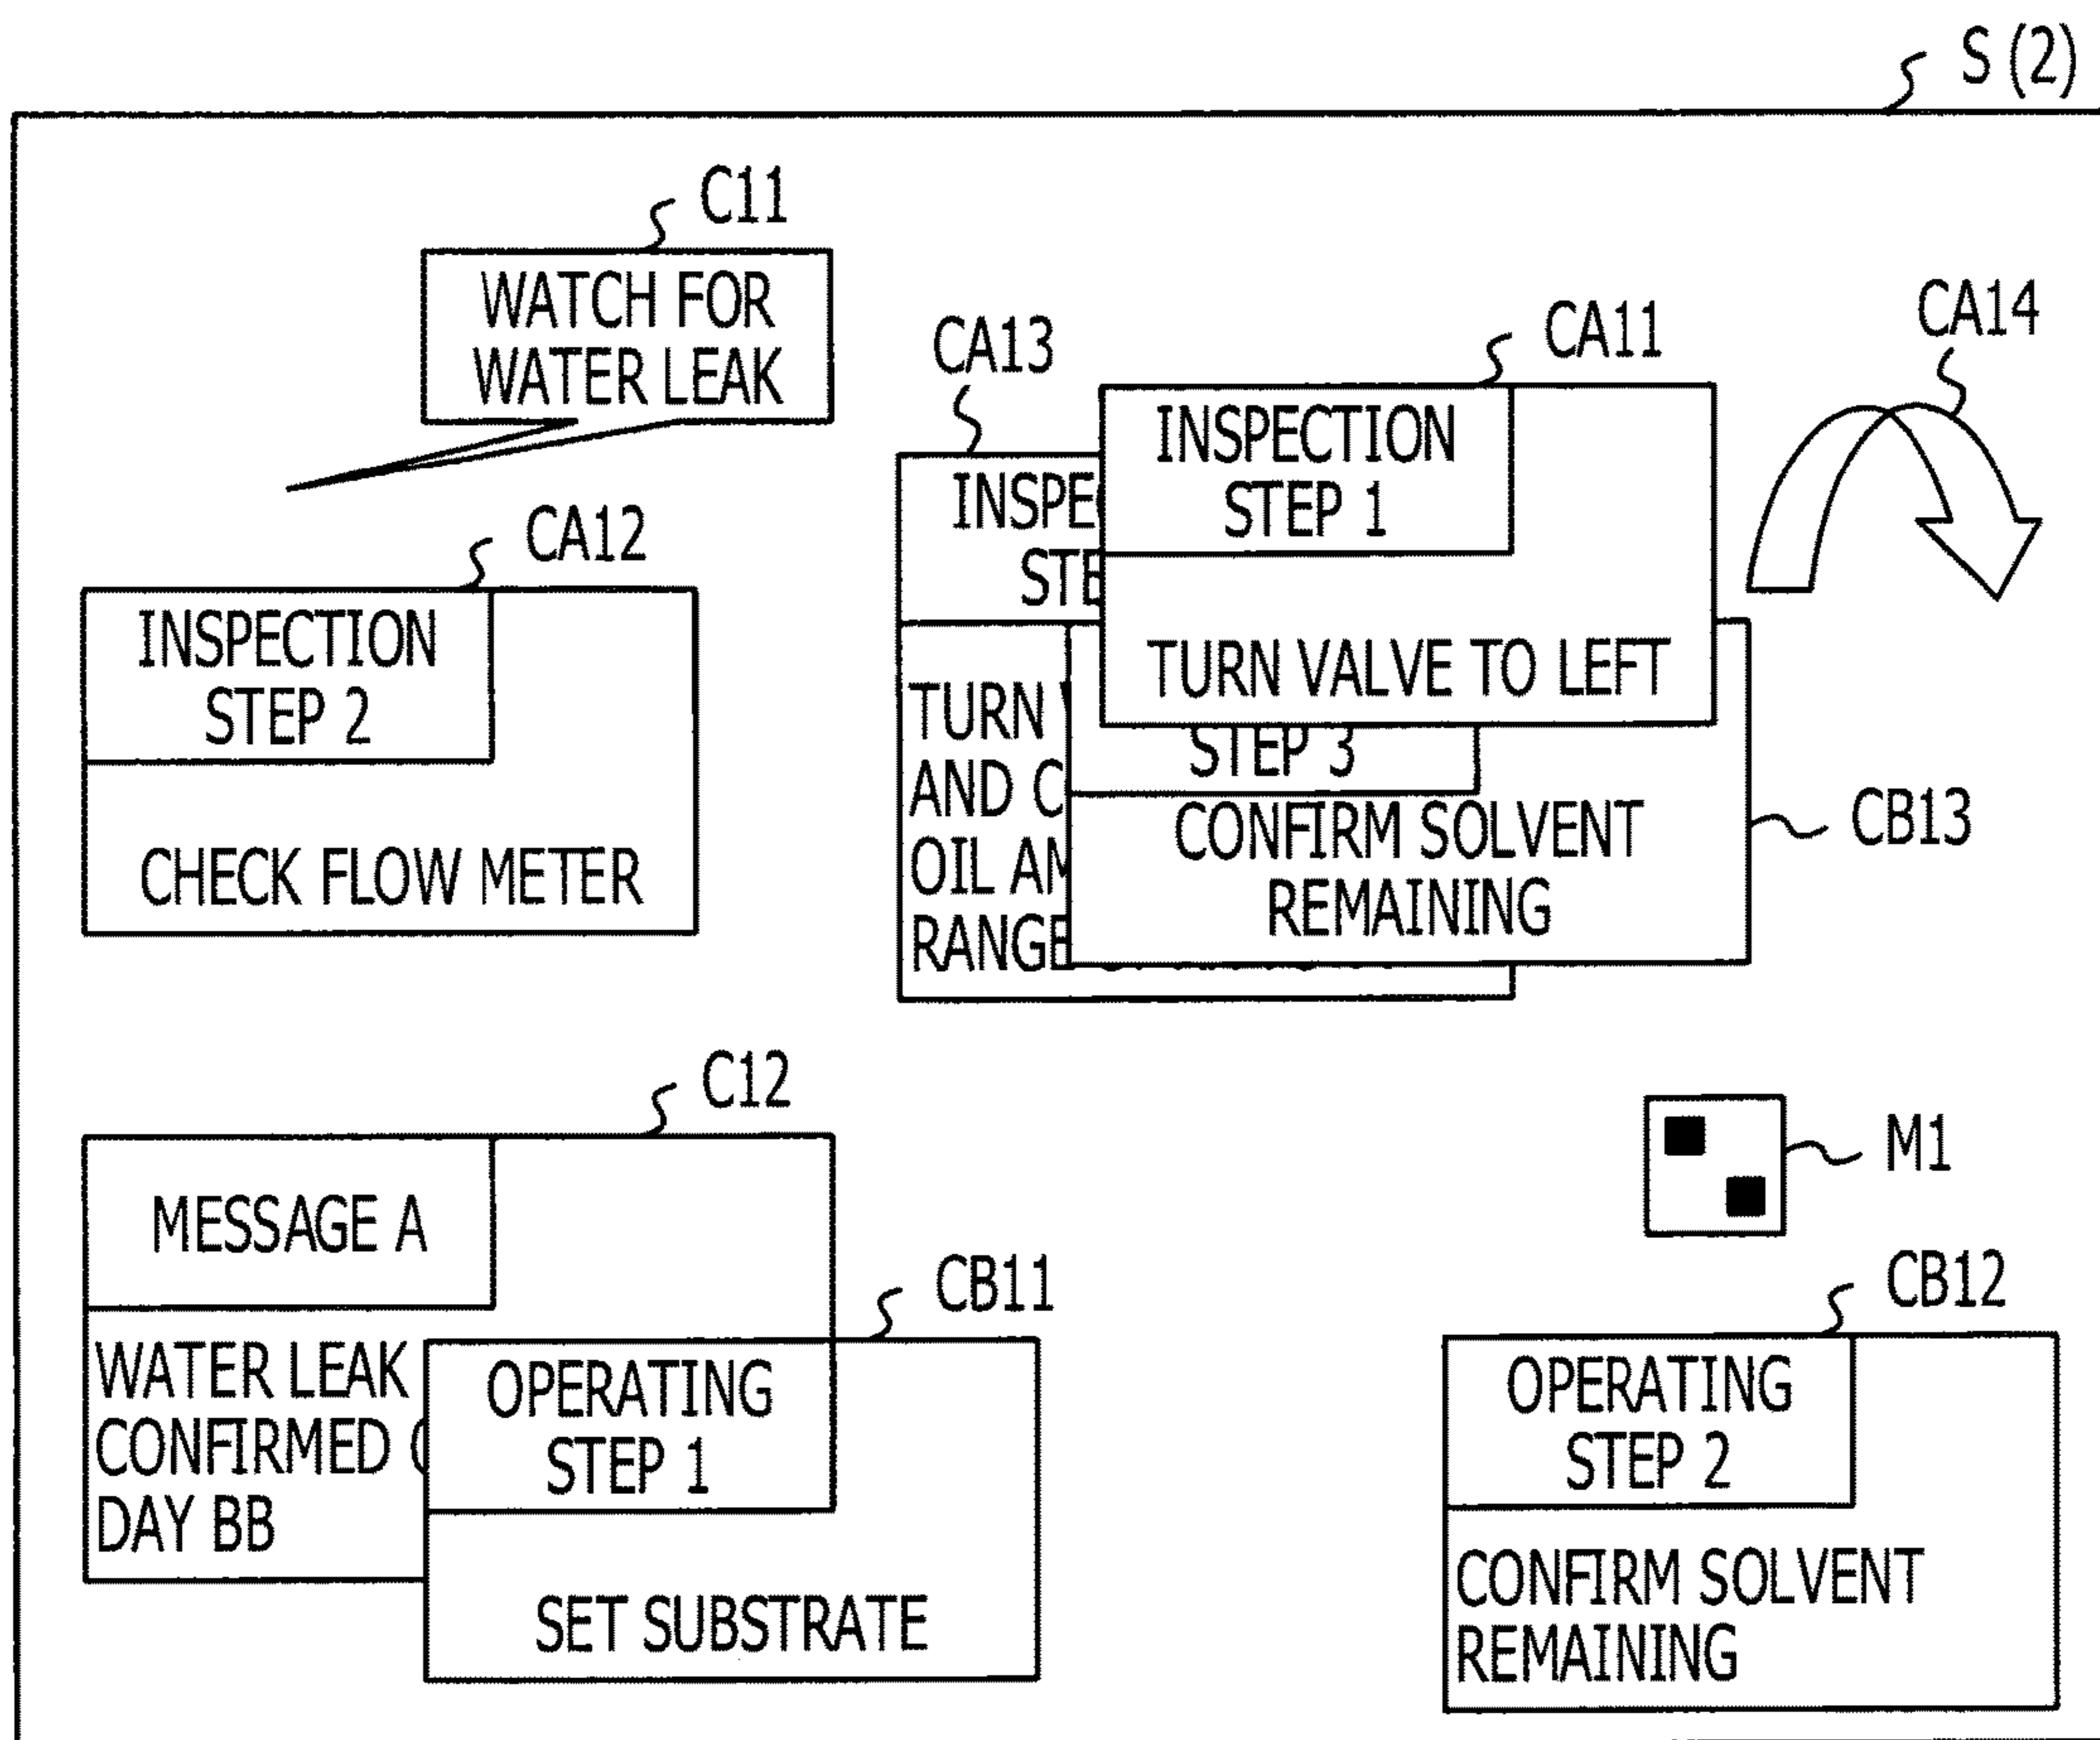 S (2)
C11
WATCH FOR
WATER LEAK
CA14
CA11
CA13
INSPECTION
STEP 1
TURN VALVE TO LEFT
CA12
INSPECTION
STEP 2
CHECK FLOW METER
TURN
AND C
OIL AM
RANGE
STEP 3
CONFIRM SOLVENT
REMAINING
CB13
C12
MESSAGE A
WATER LEAK
CONFIRMED
DAY BB
M1
CB11
OPERATING
STEP 1
SET SUBSTRATE
CB12
OPERATING
STEP 2
CONFIRM SOLVENT
REMAINING